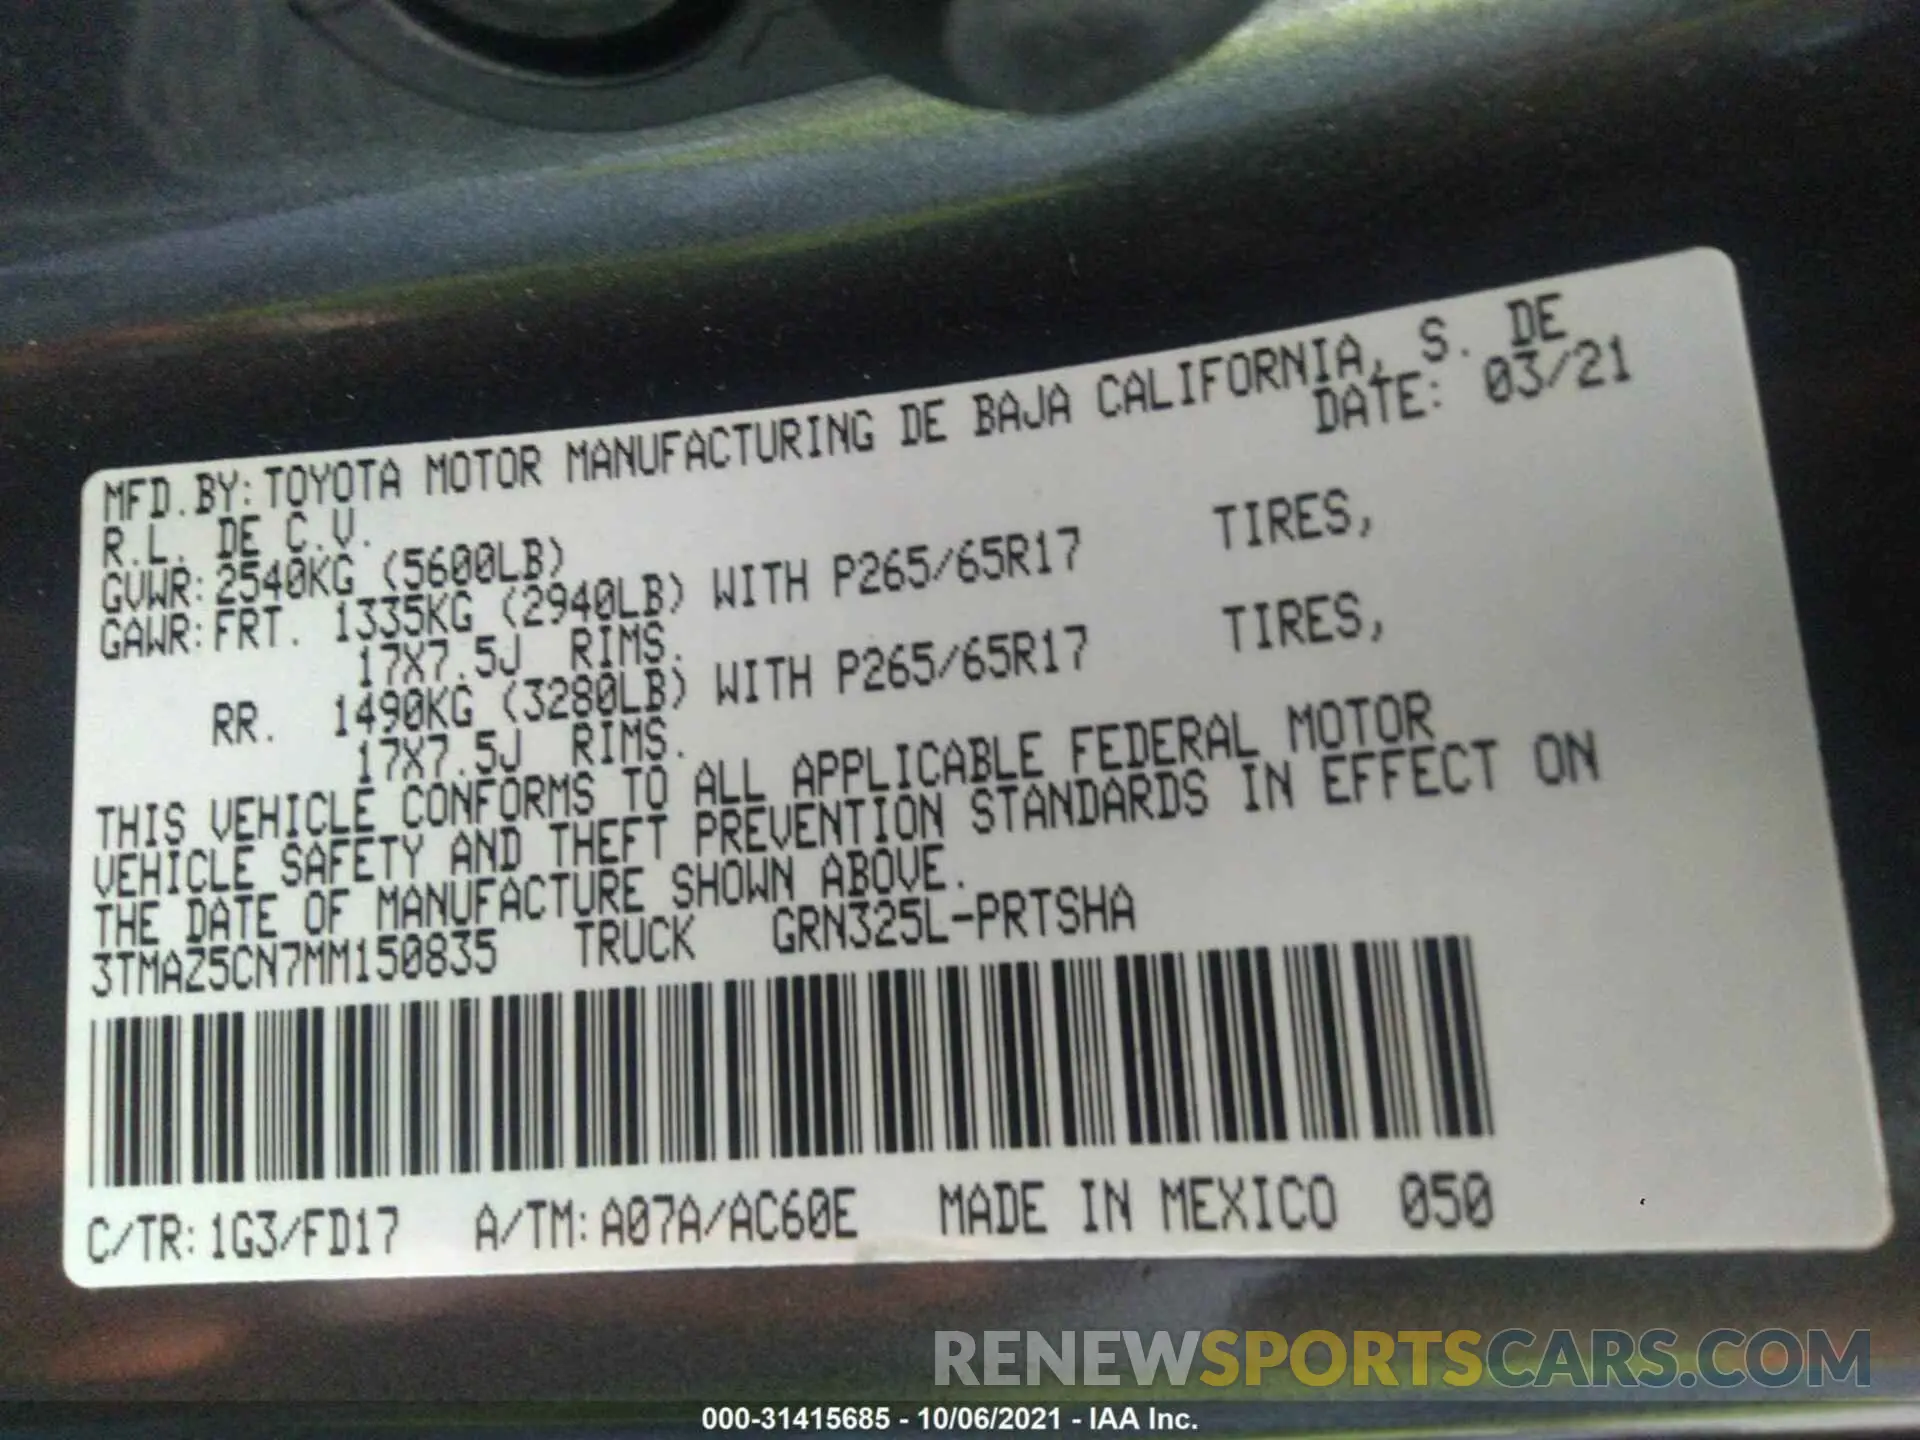 MFD.BY: TOYOTA MOTOR MANUFACTURING DE BAJA CALIFORNIA, S. DE
R.L. DE C.V. DATE: 03/21
GVWR: 2540KG (5600LB)
GAWR: FRT. 1335KG (2940LB) WITH P265/65R17 TIRES,
17X7.5J RIMS.
RR. 1490KG (3280LB) WITH P265/65R17 TIRES,
17X7.5J RIMS.
THIS VEHICLE CONFORMS TO ALL APPLICABLE FEDERAL MOTOR
VEHICLE SAFETY AND THEFT PREVENTION STANDARDS IN EFFECT ON
THE DATE OF MANUFACTURE SHOWN ABOVE.
3TMAZ5CN7MM150835 TRUCK GRN325L-PRTSHA
C/TR: 1G3/FD17 A/TM: A07A/AC60E MADE IN MEXICO 050
RENEWSPORTSCARS.COM
000-31415685 - 10/06/2021 - IAA Inc.